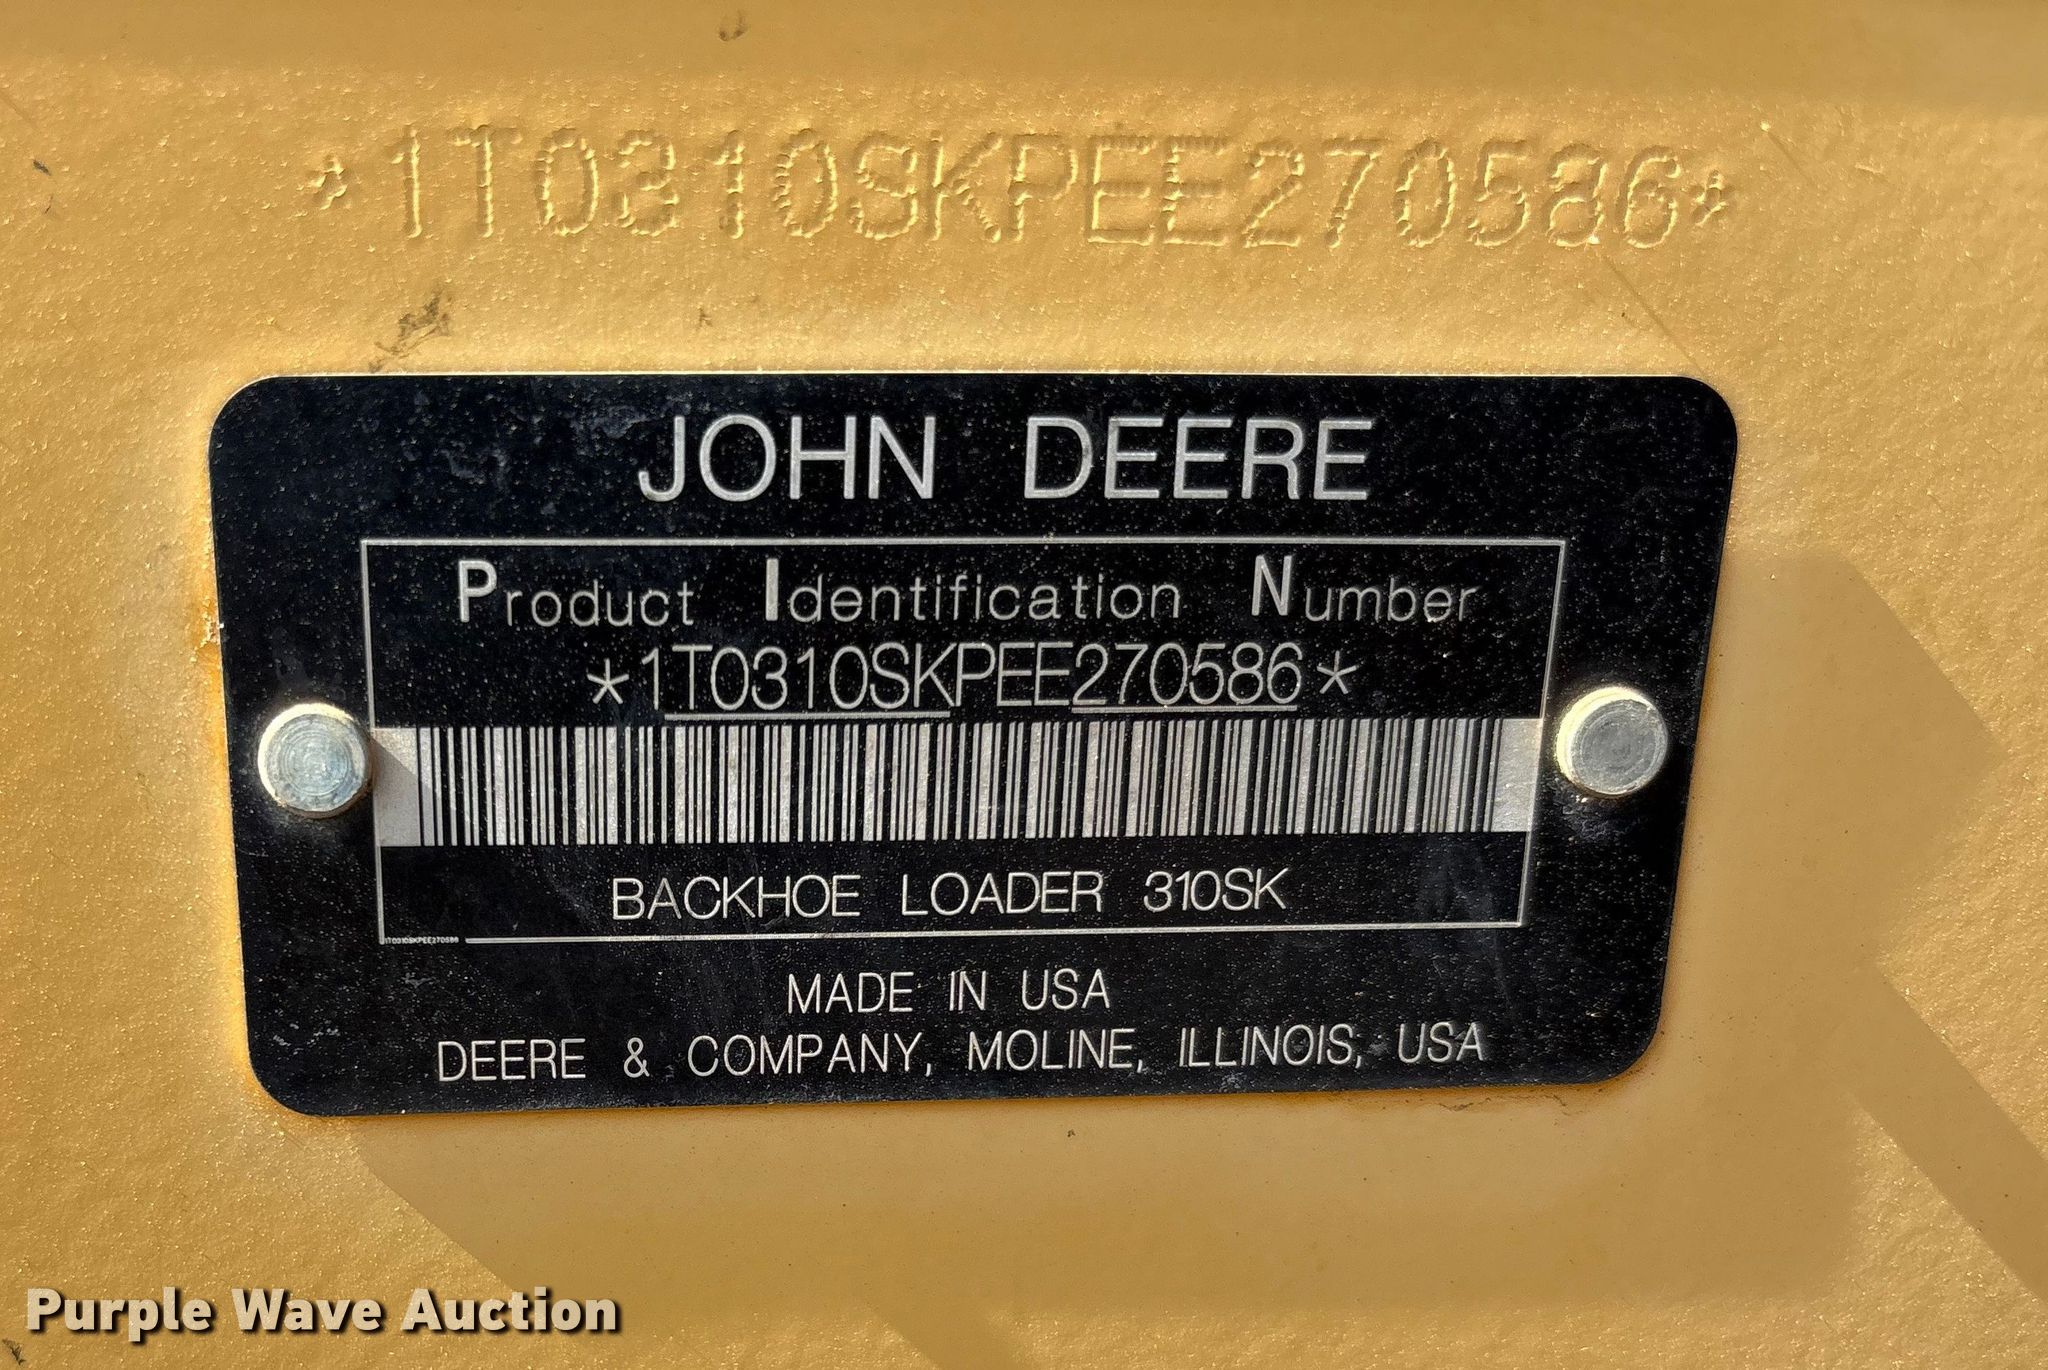 *1T0310SKPEE270586*
JOHN DEERE
Product Identification Number
*1T0310SKPEE270586*
BACKHOE LOADER 310SK
1T0310SKPEE270586
MADE IN USA
DEERE & COMPANY, MOLINE, ILLINOIS, USA
Purple Wave Auction